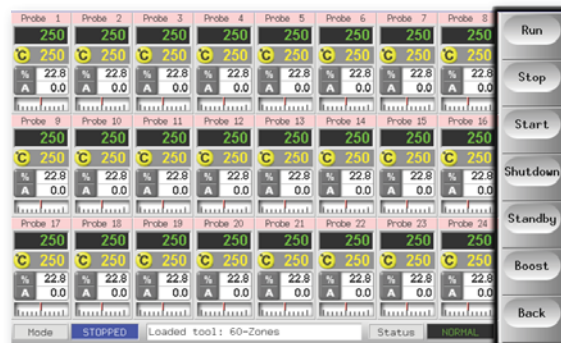 Probe 1 Probe 2 Probe 3 Probe 4 Probe 5 Probe 6 Probe 7 Probe 8 Run
250 250 250 250 250 250 250 250
°C 250 °C 250 °C 250 °C 250 °C 250 °C 250 °C 250 °C 250
% 22.8 % 22.8 % 22.8 % 22.8 % 22.8 % 22.8 % 22.8 % 22.8 Stop
A 0.0 A 0.0 A 0.0 A 0.0 A 0.0 A 0.0 A 0.0 A 0.0
Probe 9 Probe 10 Probe 11 Probe 12 Probe 13 Probe 14 Probe 15 Probe 16 Start
250 250 250 250 250 250 250 250
°C 250 °C 250 °C 250 °C 250 °C 250 °C 250 °C 250 °C 250
% 22.8 % 22.8 % 22.8 % 22.8 % 22.8 % 22.8 % 22.8 % 22.8 Shutdown
A 0.0 A 0.0 A 0.0 A 0.0 A 0.0 A 0.0 A 0.0 A 0.0
Probe 17 Probe 18 Probe 19 Probe 20 Probe 21 Probe 22 Probe 23 Probe 24 Standby
250 250 250 250 250 250 250 250
°C 250 °C 250 °C 250 °C 250 °C 250 °C 250 °C 250 °C 250 Boost
% 22.8 % 22.8 % 22.8 % 22.8 % 22.8 % 22.8 % 22.8 % 22.8
A 0.0 A 0.0 A 0.0 A 0.0 A 0.0 A 0.0 A 0.0 A 0.0
Back
Mode STOPPED Loaded tool: 60-Zones Status NORMAL